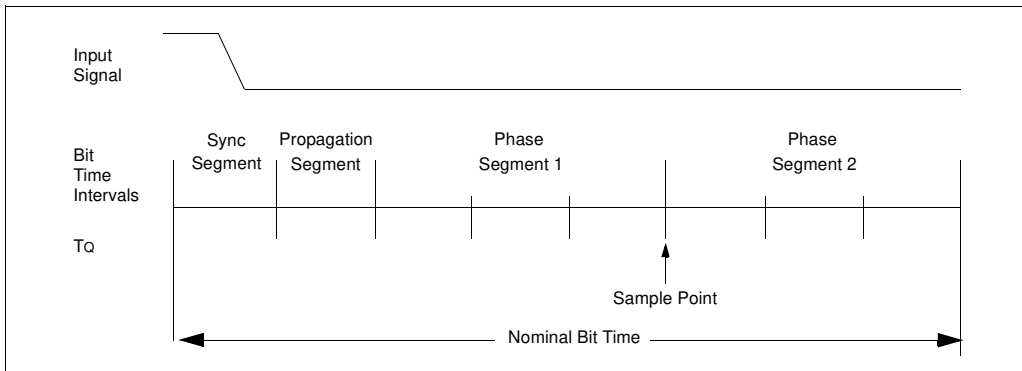 Input
Signal
Bit
Time
Intervals
Sync
Segment
Propagation
Segment
Phase
Segment 1
Phase
Segment 2
TQ
Sample Point
Nominal Bit Time